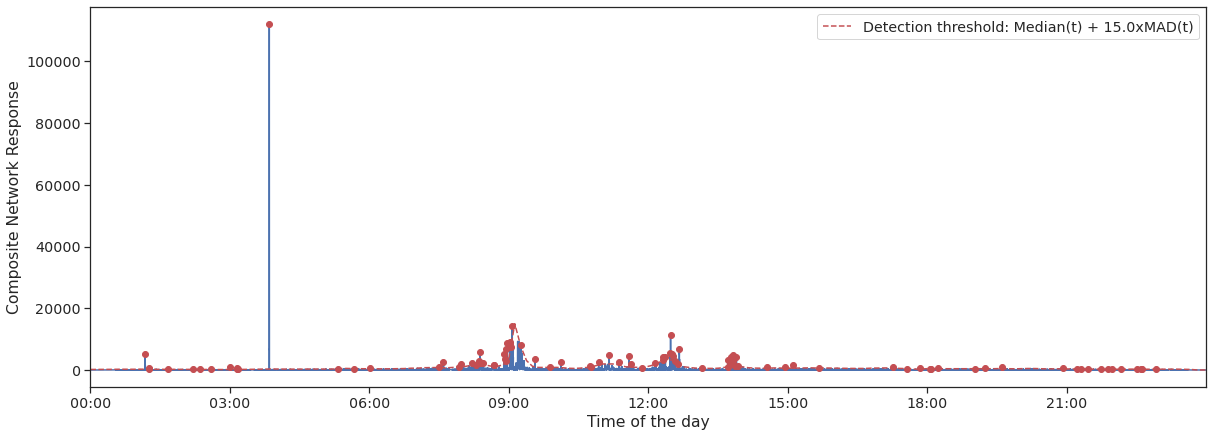 Detection threshold: Median(t) + 15.0xMAD(t)
Composite Network Response
100000
80000
60000
40000
20000
0
00:00 03:00 06:00 09:00 12:00 15:00 18:00 21:00
Time of the day